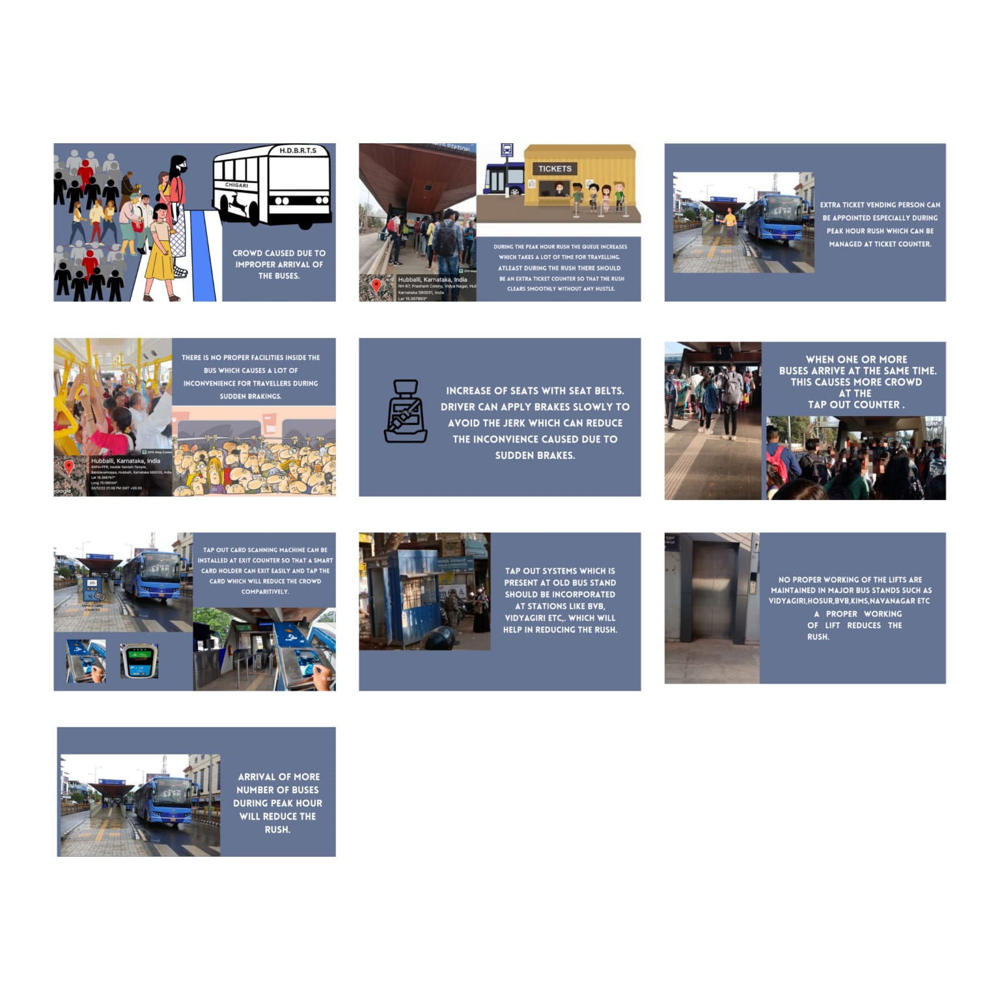 H.D.B.R.T.S
CHIGARI
CROWD CAUSED DUE TO
IMPROPER ARRIVAL OF
THE BUSES.
TICKETS
GPS Map
Hubballi, Karnataka, India
NH 67, Prashant Colony, Vidya Nagar, Hub
Karnataka 580031, India
Lat 15.367893°
DURING THE PEAK HOUR RUSH THE QUEUE INCREASES
WHICH TAKES A LOT OF TIME FOR TRAVELLING.
ATLEAST DURING THE RUSH THERE SHOULD
BE AN EXTRA TICKET COUNTER SO THAT THE RUSH
CLEARS SMOOTHLY WITHOUT ANY HUSTLE.
EXTRA TICKET VENDING PERSON CAN
BE APPOINTED ESPECIALLY DURING
PEAK HOUR RUSH WHICH CAN BE
MANAGED AT TICKET COUNTER.
THERE IS NO PROPER FACILITIES INSIDE THE
BUS WHICH CAUSES A LOT OF
INCONVENIENCE FOR TRAVELLERS DURING
SUDDEN BRAKINGS.
GPS Map Camera
Hubballi, Karnataka, India
Karnataka 580025, India
Lat 15.366767°
Long 75.106144°
04/12/22 01:38 PM GMT +05:30
oogle
INCREASE OF SEATS WITH SEAT BELTS.
DRIVER CAN APPLY BRAKES SLOWLY TO
AVOID THE JERK WHICH CAN REDUCE
THE INCONVIENCE CAUSED DUE TO
SUDDEN BRAKES.
WHEN ONE OR MORE
BUSES ARRIVE AT THE SAME TIME.
THIS CAUSES MORE CROWD
AT THE
TAP OUT COUNTER .
TAP OUT CARD SCANNING MACHINE CAN BE
INSTALLED AT EXIT COUNTER SO THAT A SMART
CARD HOLDER CAN EXIT EASILY AND TAP THE
CARD WHICH WILL REDUCE THE CROWD
COMPARITIVELY.
TAPOUT CARD
COUNTER
TAP OUT SYSTEMS WHICH IS
PRESENT AT OLD BUS STAND
SHOULD BE INCORPORATED
AT STATIONS LIKE BVB,
VIDYAGIRI ETC,. WHICH WILL
HELP IN REDUCING THE RUSH.
NO PROPER WORKING OF THE LIFTS ARE
MAINTAINED IN MAJOR BUS STANDS SUCH AS
VIDYAGIRI,HOSUR,BVB,KIMS,NAVANAGAR ETC
A PROPER WORKING
OF LIFT REDUCES THE
RUSH.
ARRIVAL OF MORE
NUMBER OF BUSES
DURING PEAK HOUR
WILL REDUCE THE
RUSH.